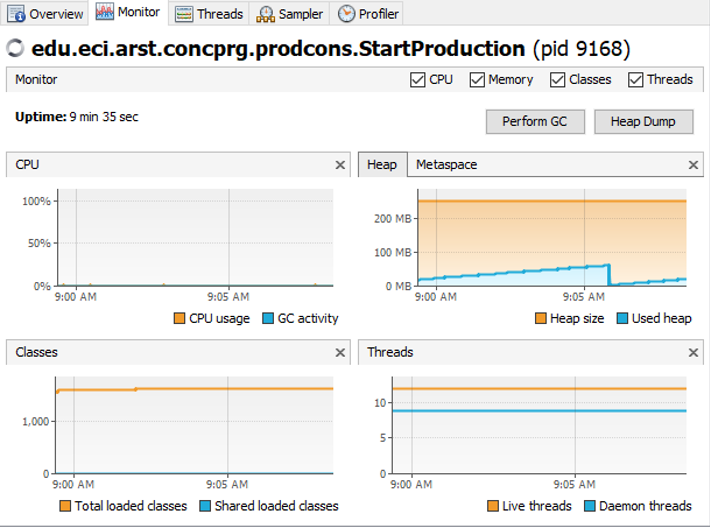 Overview Monitor Threads Sampler Profiler
edu.eci.arst.concprg.prodcons.StartProduction (pid 9168)
Monitor CPU Memory Classes Threads
Uptime: 9 min 35 sec
Perform GC Heap Dump
CPU
100%
50%
0%
9:00 AM 9:05 AM
CPU usage GC activity
Heap Metaspace
200 MB
100 MB
0 MB
9:00 AM 9:05 AM
Heap size Used heap
Classes
1,000
0
9:00 AM 9:05 AM
Total loaded classes Shared loaded classes
Threads
10
5
0
9:00 AM 9:05 AM
Live threads Daemon threads